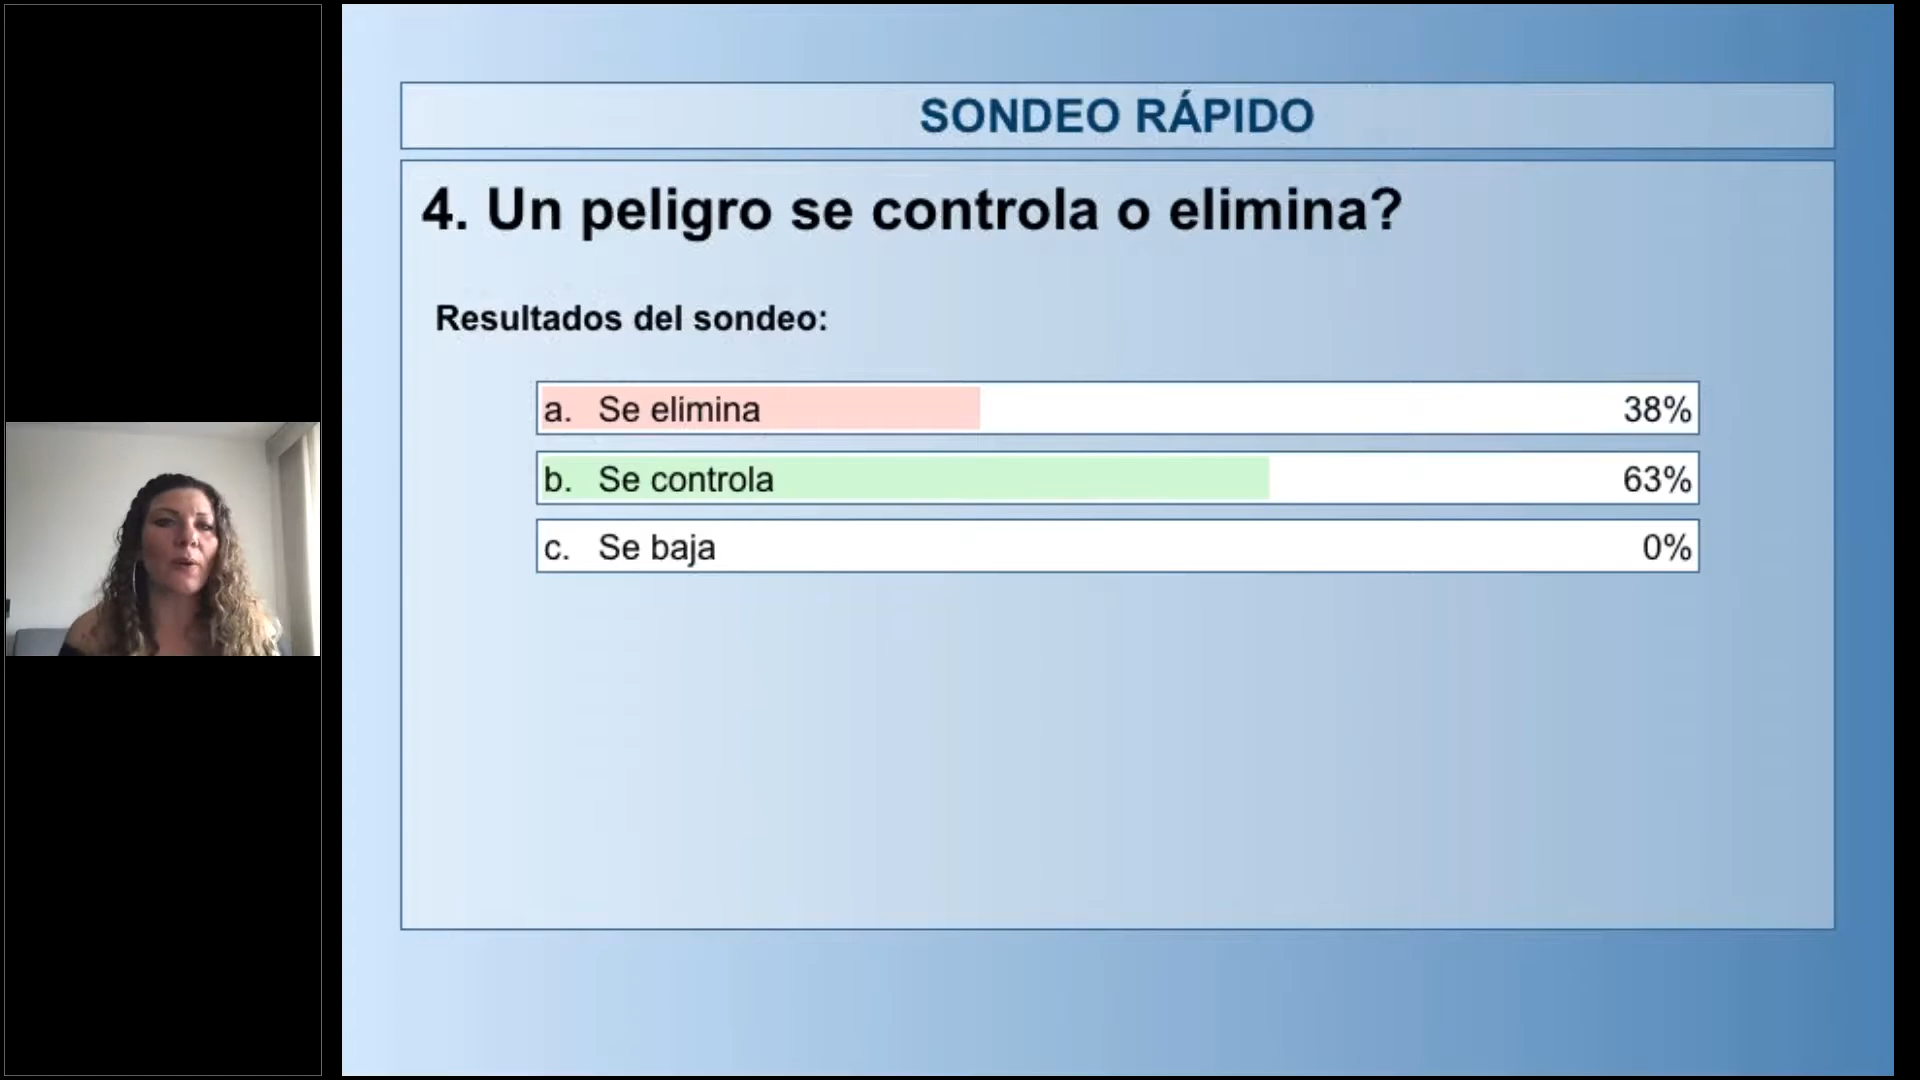 SONDEO RÁPIDO
4. Un peligro se controla o elimina?
Resultados del sondeo:
a. Se elimina 38%
b. Se controla 63%
c. Se baja 0%